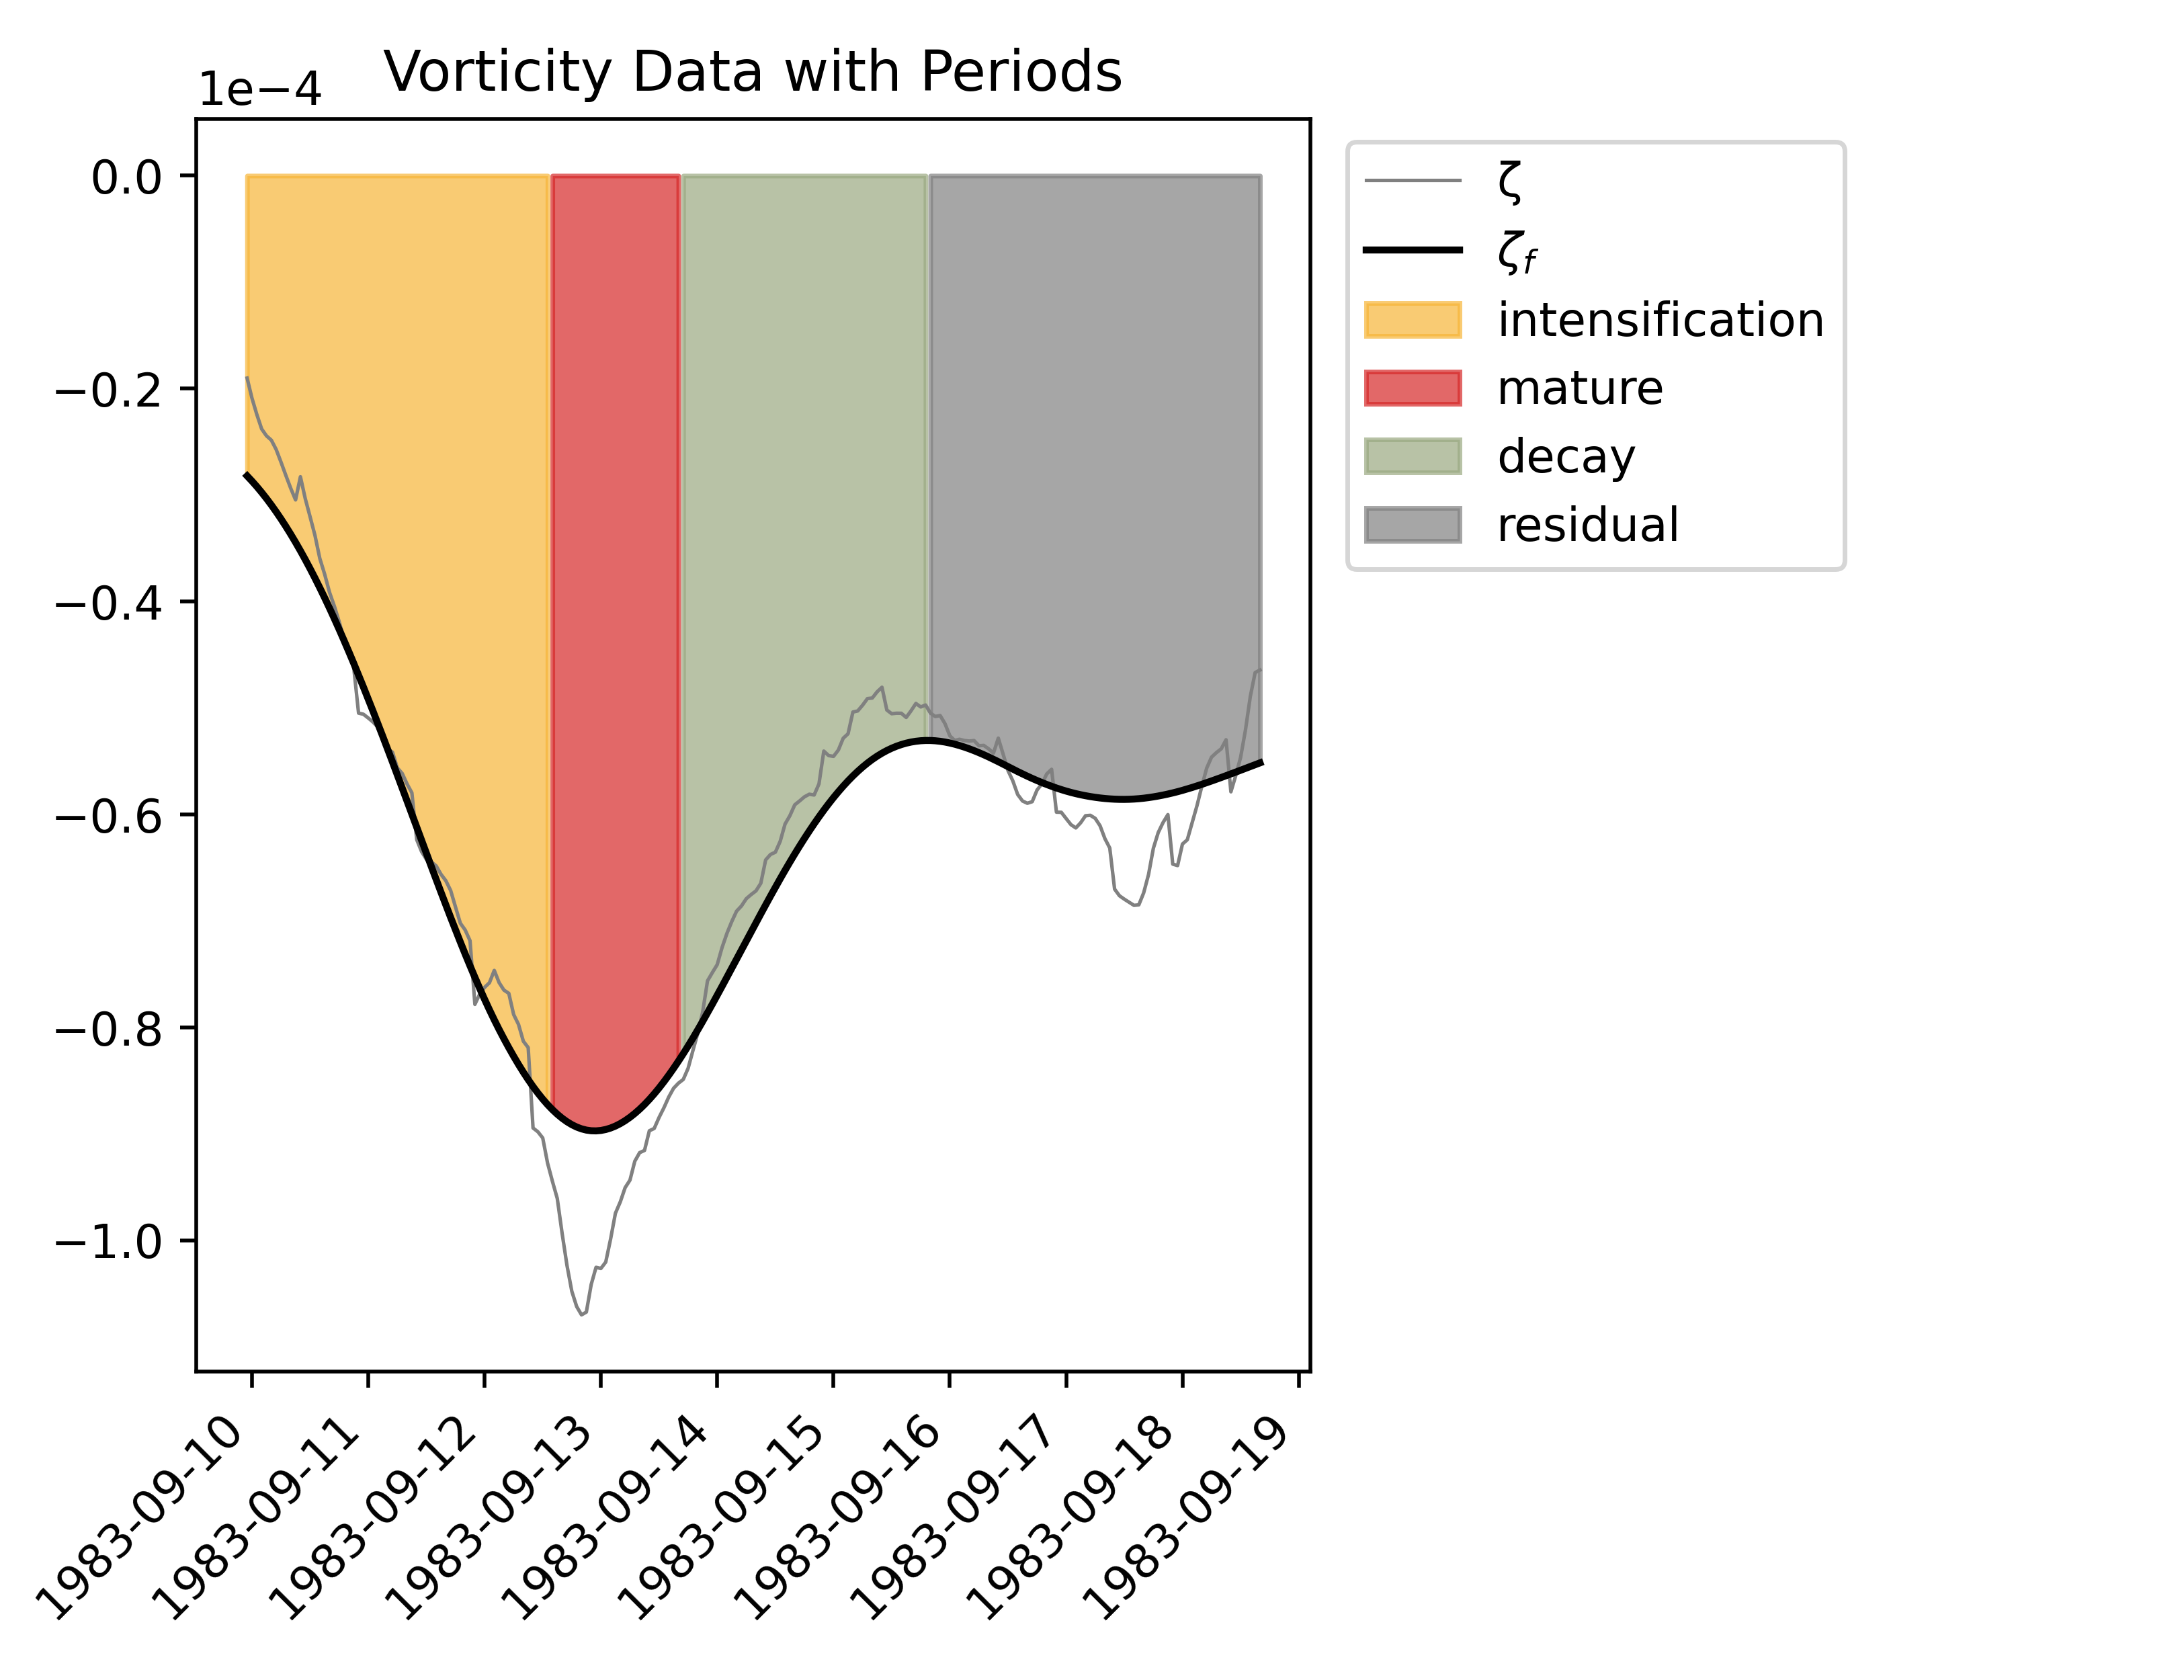 Vorticity Data with Periods
1e−4
0.0
−0.2
−0.4
−0.6
−0.8
−1.0
1983-09-10
1983-09-11
1983-09-12
1983-09-13
1983-09-14
1983-09-15
1983-09-16
1983-09-17
1983-09-18
1983-09-19
ζ
ζf
intensification
mature
decay
residual